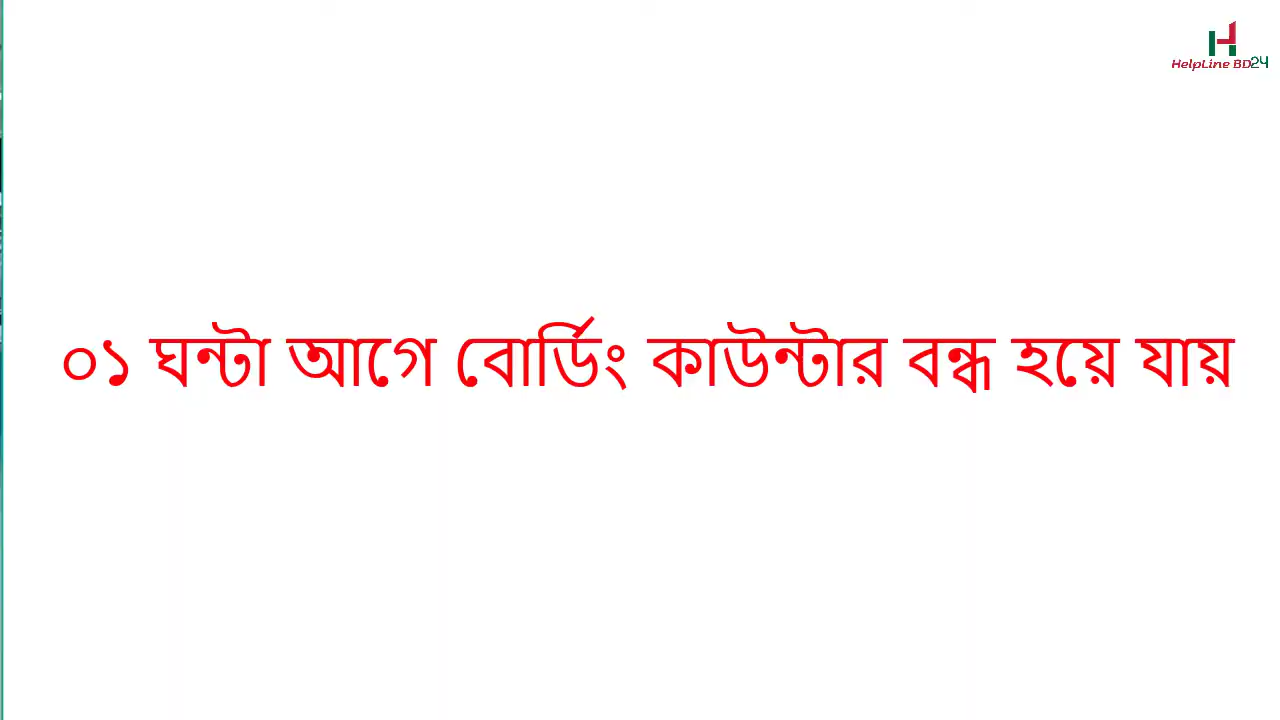 HelpLine BD24
০১ ঘন্টা আগে বোর্ডিং কাউন্টার বন্ধ হয়ে যায়